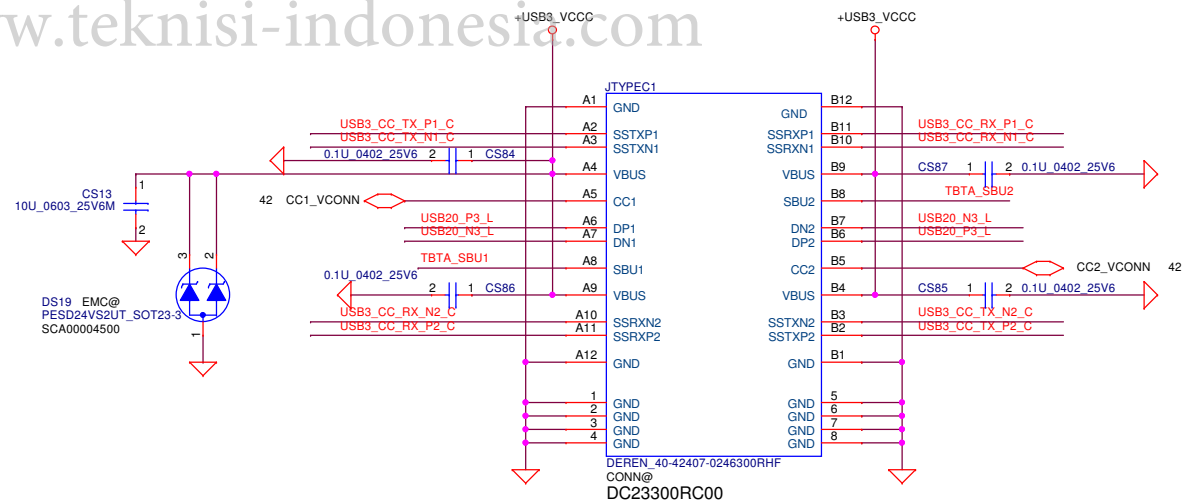 w.teknisi-indonesia.com
+USB3_VCCC
+USB3_VCCC
JTYPEC1
A1 GND
GND B12
USB3_CC_TX_P1_C A2 SSTXP1
SSRXP1 B11 USB3_CC_RX_P1_C
USB3_CC_TX_N1_C A3 SSTXN1
SSRXN1 B10 USB3_CC_RX_N1_C
0.1U_0402_25V6 2 1 CS84
A4 VBUS
VBUS B9 CS87 1 2 0.1U_0402_25V6
CS13
10U_0603_25V6M
1
2
42 CC1_VCONN A5 CC1
SBU2 B8 TBTA_SBU2
USB20_P3_L A6 DP1
DN2 B7 USB20_N3_L
USB20_N3_L A7 DN1
DP2 B6 USB20_P3_L
TBTA_SBU1 A8 SBU1
CC2 B5 CC2_VCONN 42
0.1U_0402_25V6 2 1 CS86
A9 VBUS
VBUS B4 CS85 1 2 0.1U_0402_25V6
3
2
DS19 EMC@
PESD24VS2UT_SOT23-3
SCA00004500
1
USB3_CC_RX_N2_C A10 SSRXN2
SSTXN2 B3 USB3_CC_TX_N2_C
USB3_CC_RX_P2_C A11 SSRXP2
SSTXP2 B2 USB3_CC_TX_P2_C
A12 GND
GND B1
1 GND
GND 5
2 GND
GND 6
3 GND
GND 7
4 GND
GND 8
DEREN_40-42407-0246300RHF
CONN@
DC23300RC00